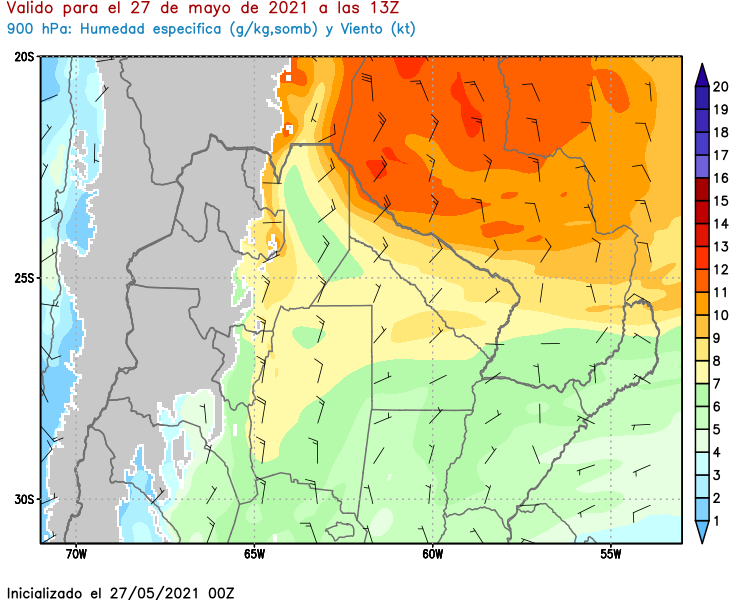 Valido para el 27 de mayo de 2021 a las 13Z
900 hPa: Humedad especifica (g/kg,somb) y Viento (kt)
20S
25S
30S
70W 65W 60W 55W
20
19
18
17
16
15
14
13
12
11
10
9
8
7
6
5
4
3
2
1
Inicializado el 27/05/2021 00Z